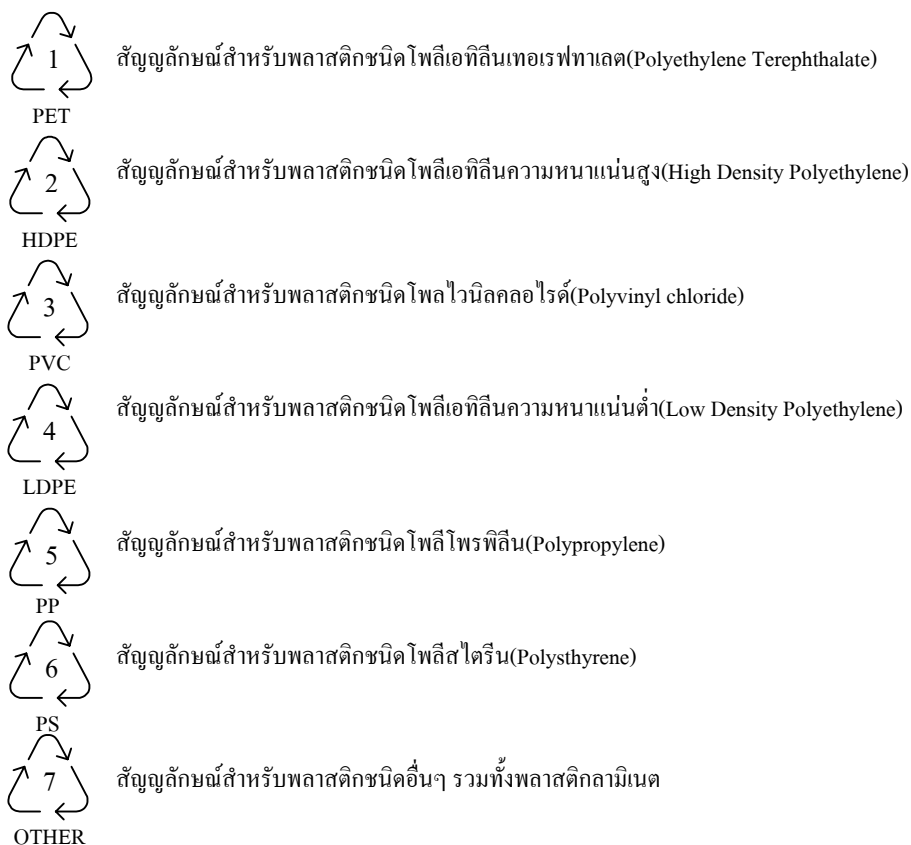 1 สัญญลักษณ์สำหรับพลาสติกชนิดโพลีเอทิลีนเทอเรฟทาเลต(Polyethylene Terephthalate)
PET
2 สัญญลักษณ์สำหรับพลาสติกชนิดโพลีเอทิลีนความหนาแน่นสูง(High Density Polyethylene)
HDPE
3 สัญญลักษณ์สำหรับพลาสติกชนิดโพลไวนิลคลอไรด์(Polyvinyl chloride)
PVC
4 สัญญลักษณ์สำหรับพลาสติกชนิดโพลีเอทิลีนความหนาแน่นต่ำ(Low Density Polyethylene)
LDPE
5 สัญญลักษณ์สำหรับพลาสติกชนิดโพลีโพรพิลีน(Polypropylene)
PP
6 สัญญลักษณ์สำหรับพลาสติกชนิดโพลีสไตรีน(Polysthyrene)
PS
7 สัญญลักษณ์สำหรับพลาสติกชนิดอื่นๆ รวมทั้งพลาสติกลามิเนต
OTHER